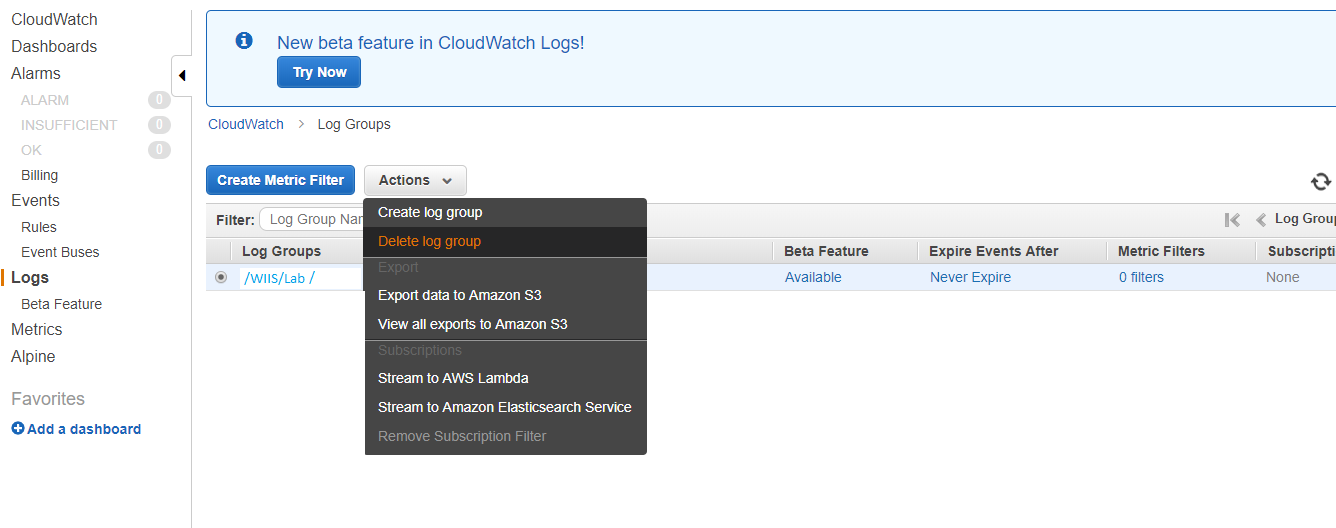 CloudWatch
Dashboards
Alarms
ALARM 0
INSUFFICIENT 0
OK 0
Billing
Events
Rules
Event Buses
Logs
Beta Feature
Metrics
Alpine
Favorites
Add a dashboard
New beta feature in CloudWatch Logs!
Try Now
CloudWatch > Log Groups
Create Metric Filter Actions
Create log group
Delete log group
Export
Export data to Amazon S3
View all exports to Amazon S3
Subscriptions
Stream to AWS Lambda
Stream to Amazon Elasticsearch Service
Remove Subscription Filter
Filter: Log Group Nam Log Group
Log Groups Beta Feature Expire Events After Metric Filters Subscripti
/WIIS/Lab / Available Never Expire 0 filters None